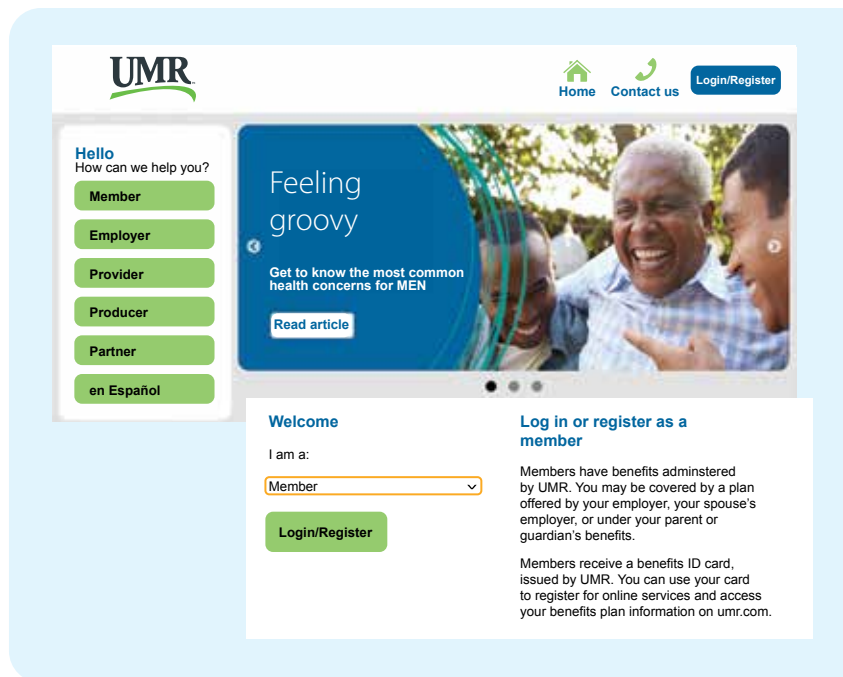 UMR
Home
Contact us
Login/Register
Hello
How can we help you?
Member
Employer
Provider
Producer
Partner
en Español
Feeling
groovy
Get to know the most common
health concerns for MEN
Read article
Welcome
I am a:
Member
Login/Register
Log in or register as a
member
Members have benefits adminstered
by UMR. You may be covered by a plan
offered by your employer, your spouse's
employer, or under your parent or
guardian's benefits.
Members receive a benefits ID card,
issued by UMR. You can use your card
to register for online services and access
your benefits plan information on umr.com.